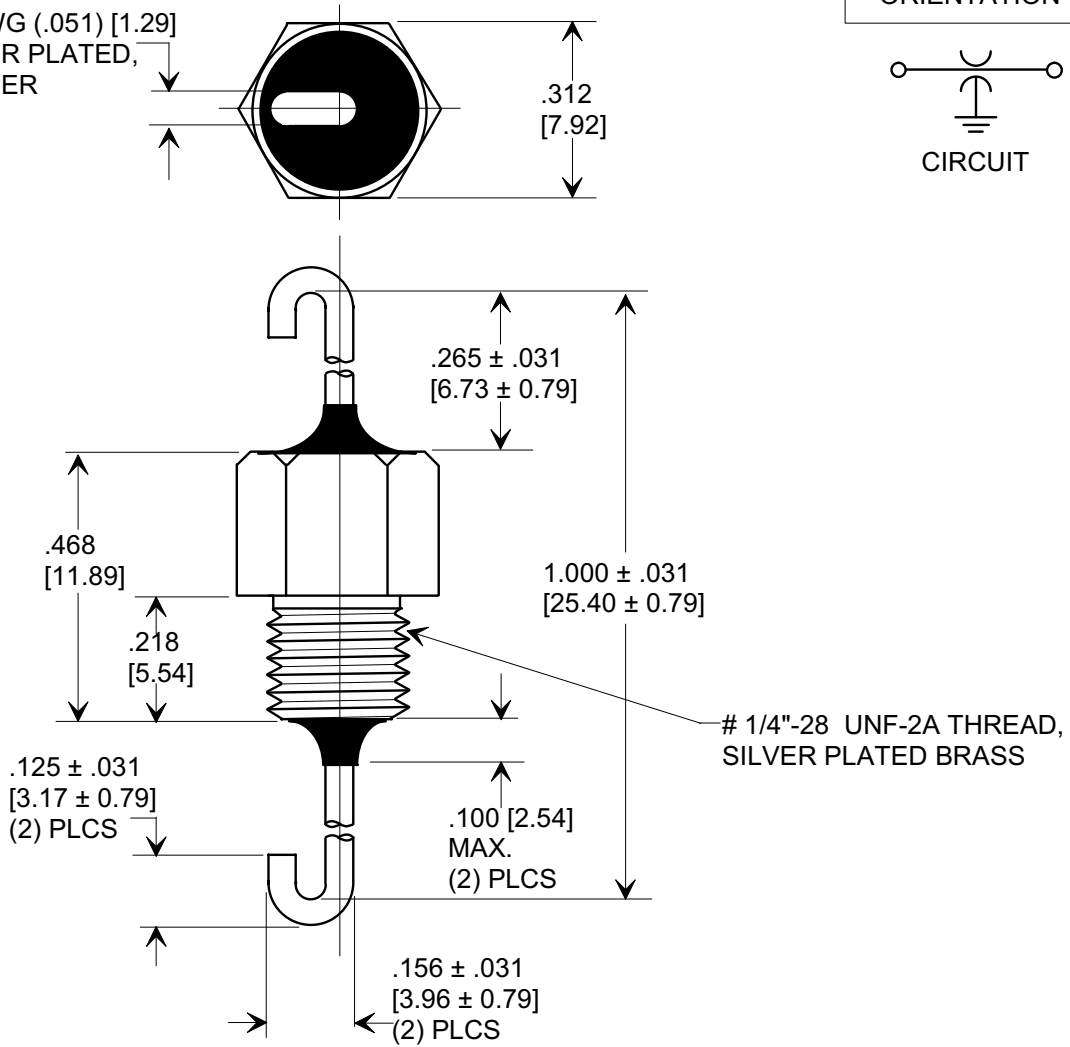 (.051) [1.29]
PLATED,
.312
[7.92]
CIRCUIT
.265 ± .031
[6.73 ± 0.79]
.468
[11.89]
1.000 ± .031
[25.40 ± 0.79]
.218
[5.54]
# 1/4"-28 UNF-2A THREAD,
SILVER PLATED BRASS
.125 ± .031
[3.17 ± 0.79]
(2) PLCS
.100 [2.54]
MAX.
(2) PLCS
.156 ± .031
[3.96 ± 0.79]
(2) PLCS